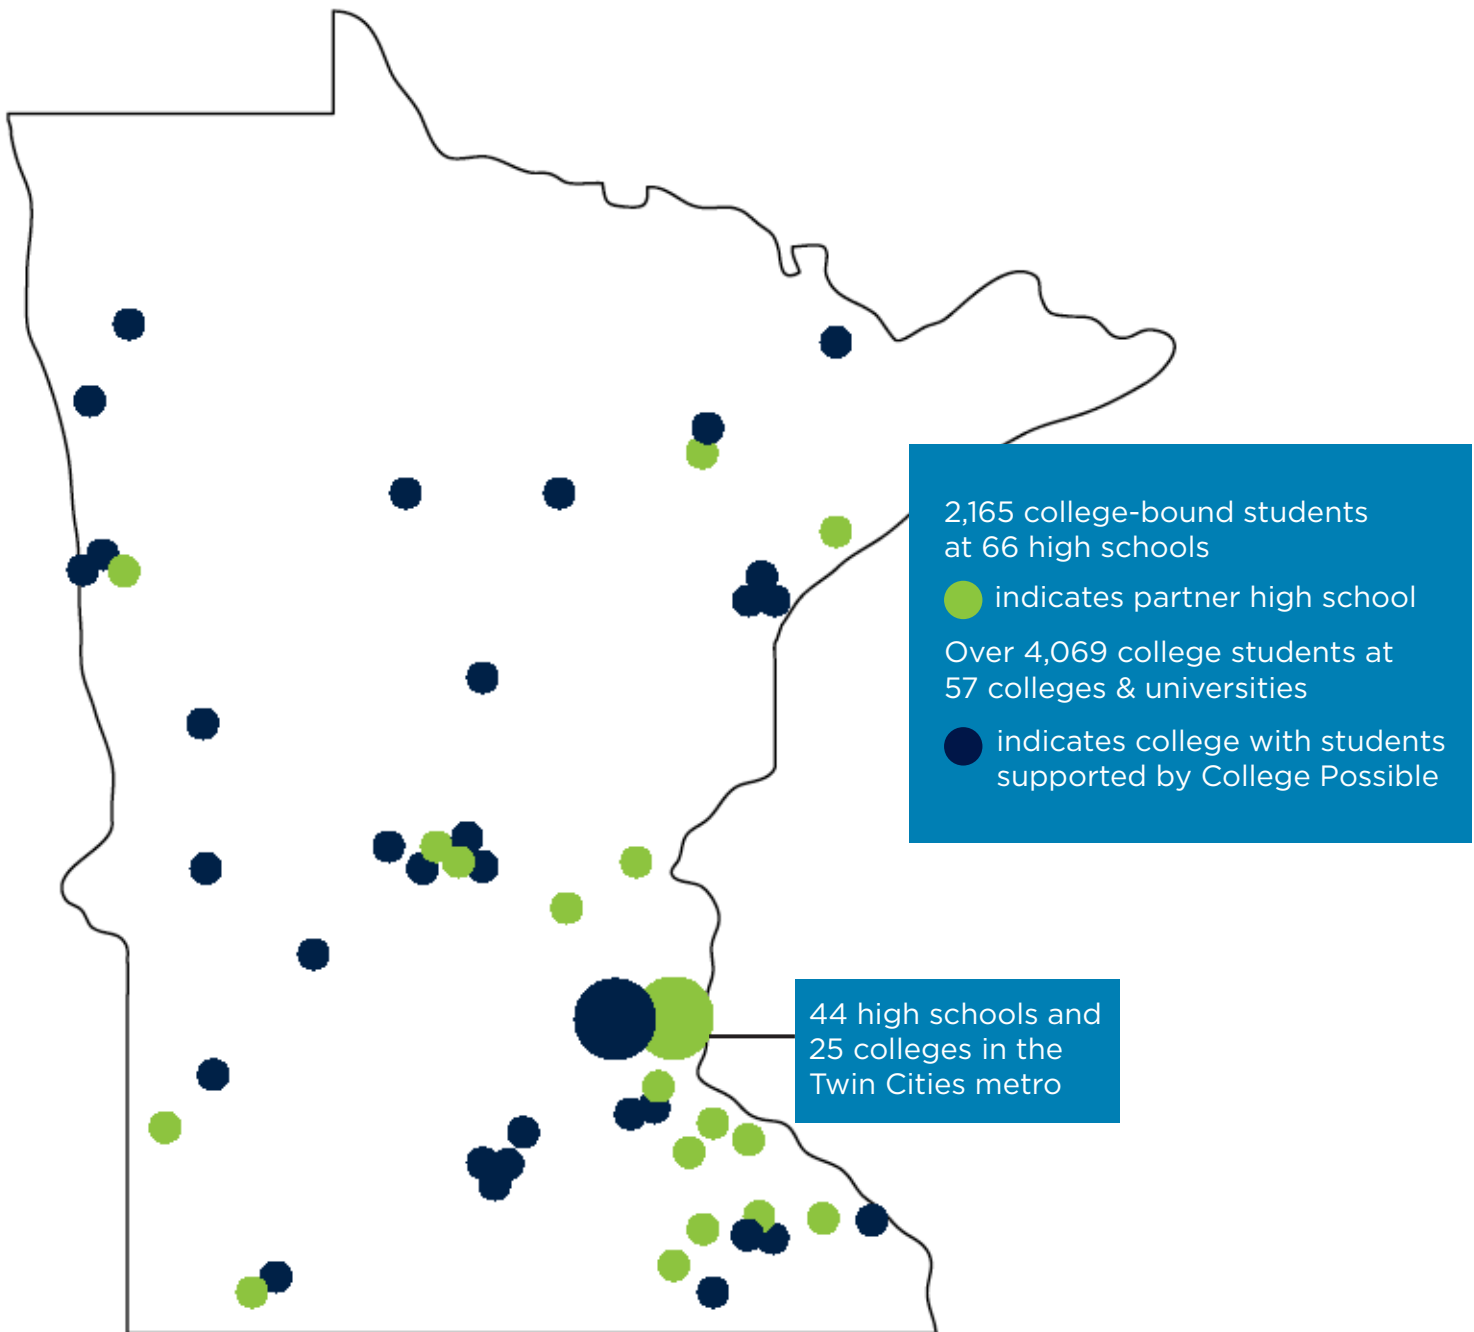 2,165 college-bound students
at 66 high schools
indicates partner high school
Over 4,069 college students at
57 colleges & universities
indicates college with students
supported by College Possible
44 high schools and
25 colleges in the
Twin Cities metro